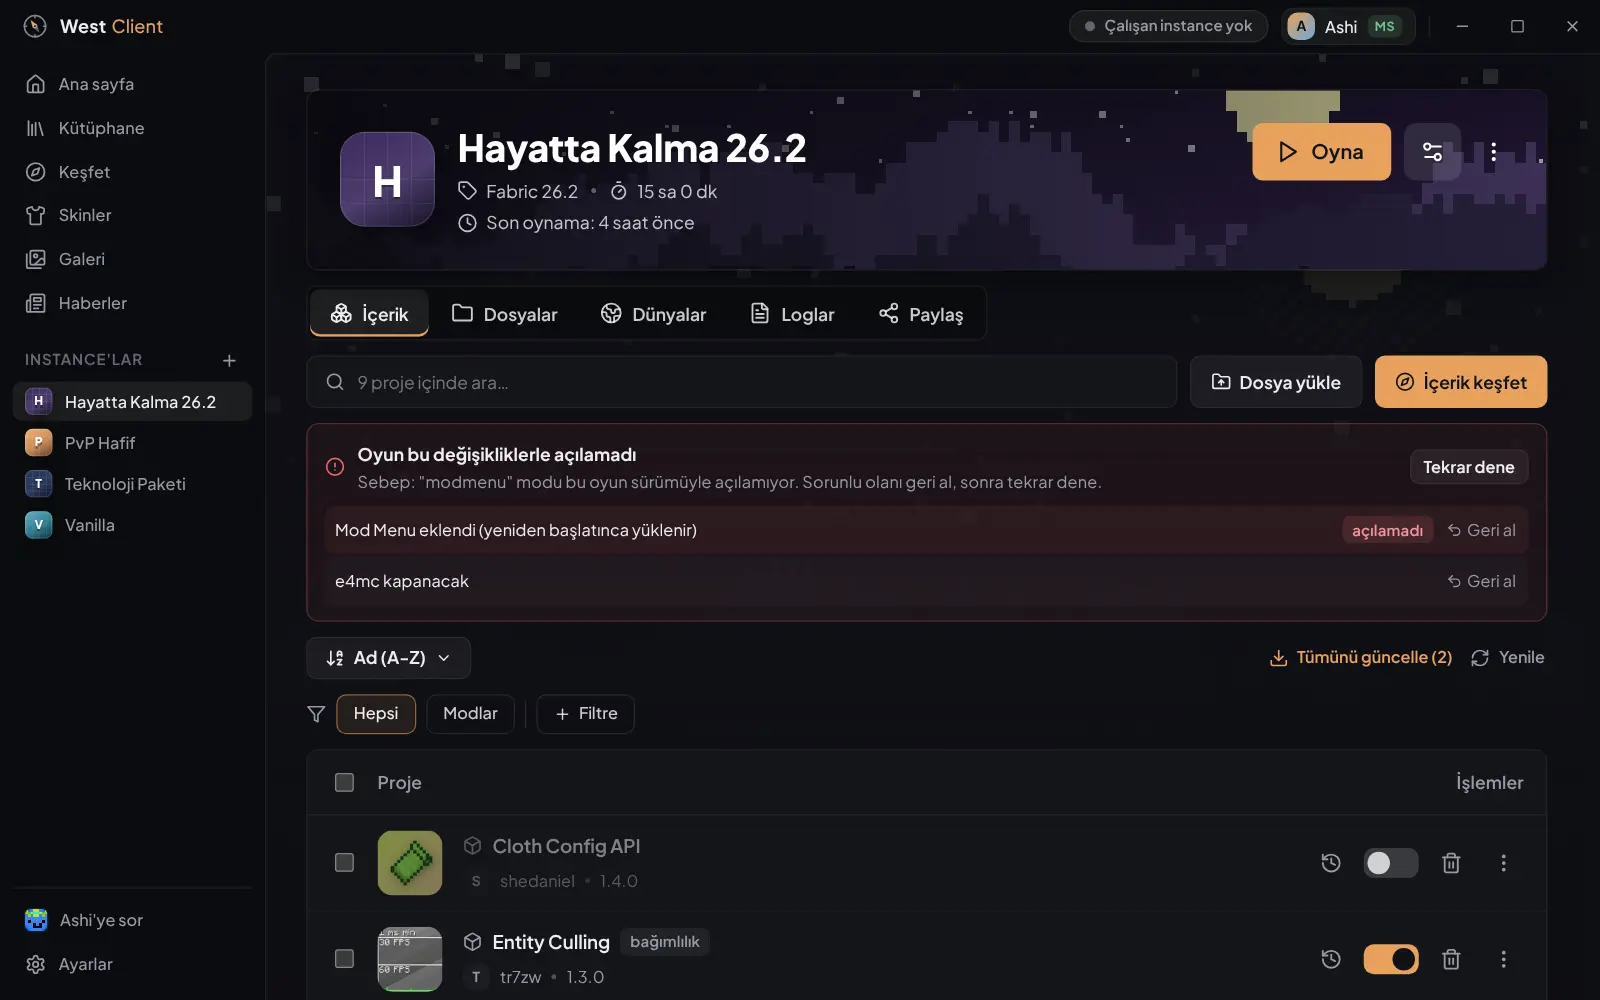 West Client
Çalışan instance yok
A Ashi MS
Ana sayfa
Kütüphane
Keşfet
Skinler
Galeri
Haberler
INSTANCE'LAR
H Hayatta Kalma 26.2
P PvP Hafif
T Teknoloji Paketi
V Vanilla
Ashi'ye sor
Ayarlar
H
Hayatta Kalma 26.2
Fabric 26.2 • 15 sa 0 dk
Son oynama: 4 saat önce
Oyna
İçerik
Dosyalar
Dünyalar
Loglar
Paylaş
9 proje içinde ara...
Dosya yükle
İçerik keşfet
Oyun bu değişikliklerle açılamadı
Sebep: "modmenu" modu bu oyun sürümüyle açılamıyor. Sorunlu olanı geri al, sonra tekrar dene.
Tekrar dene
Mod Menu eklendi (yeniden başlatınca yüklenir)
açılamadı
Geri al
e4mc kapanacak
Geri al
Ad (A-Z)
Tümünü güncelle (2)
Yenile
Hepsi
Modlar
+ Filtre
Proje
İşlemler
Cloth Config API
S shedaniel • 1.4.0
30 FPS
60 FPS
Entity Culling bağımlılık
T tr7zw • 1.3.0